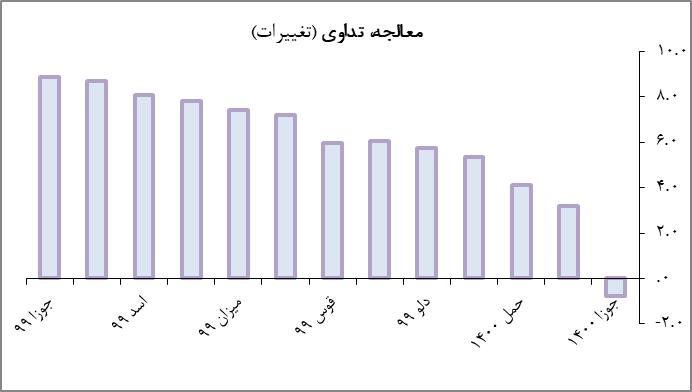 معالجه، تداوی (تغییرات)
۱۰.۰
۸.۰
۶.۰
۴.۰
۲.۰
.۰
-۲.۰
جوزا ۹۹
اسد ۹۹
میزان ۹۹
قوس ۹۹
دلو ۹۹
حمل ۱۴۰۰
جوزا ۱۴۰۰